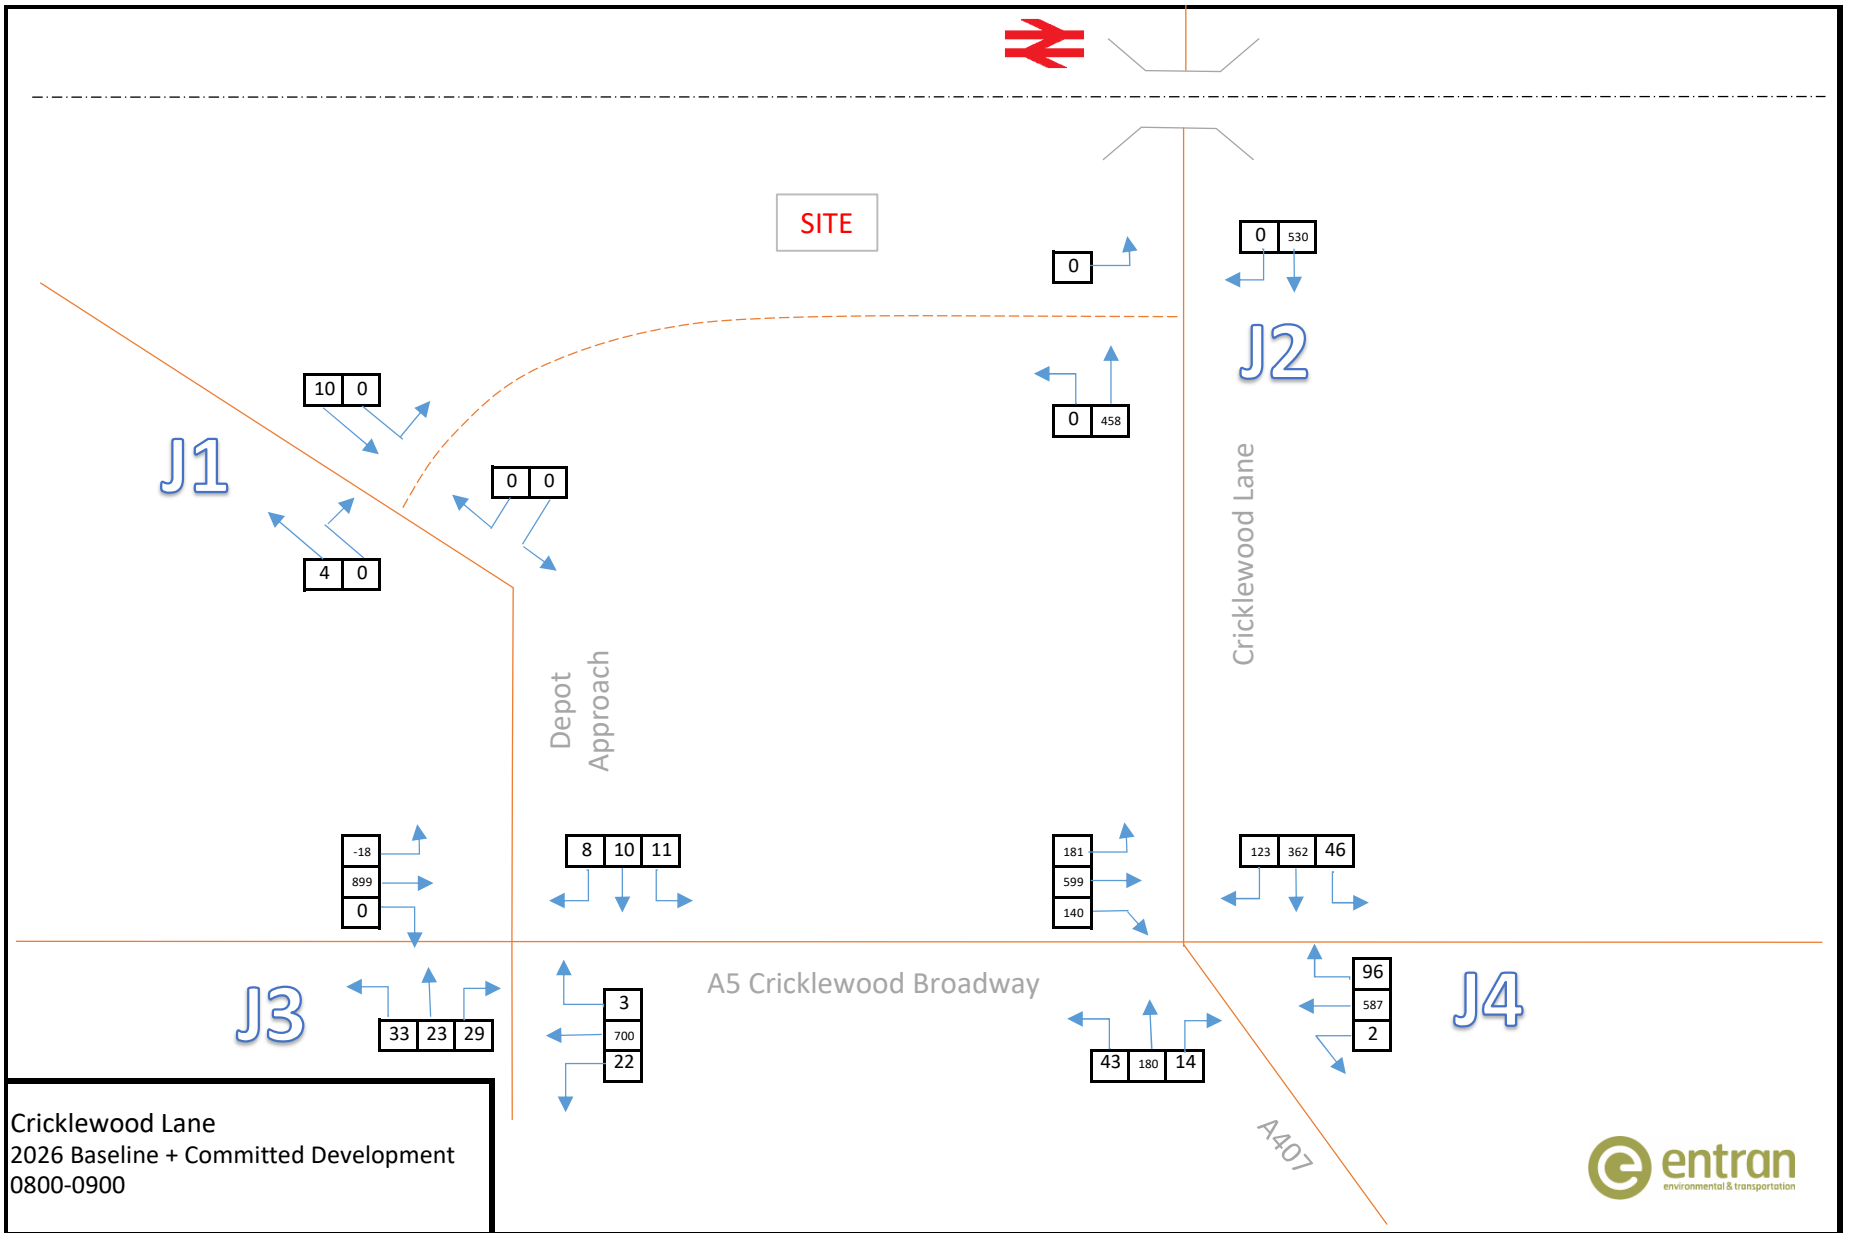 SITE
0 530
0
J2
10 0
0 458
J1
0 0
4 0
Cricklewood Lane
Depot
Approach
-18
899
0
8 10 11
181
599
140
123 362 46
A5 Cricklewood Broadway
J3
33 23 29
3
700
22
43 180 14
96
587
2
J4
A407
Cricklewood Lane
2026 Baseline + Committed Development
0800-0900
entran
environmental & transportation